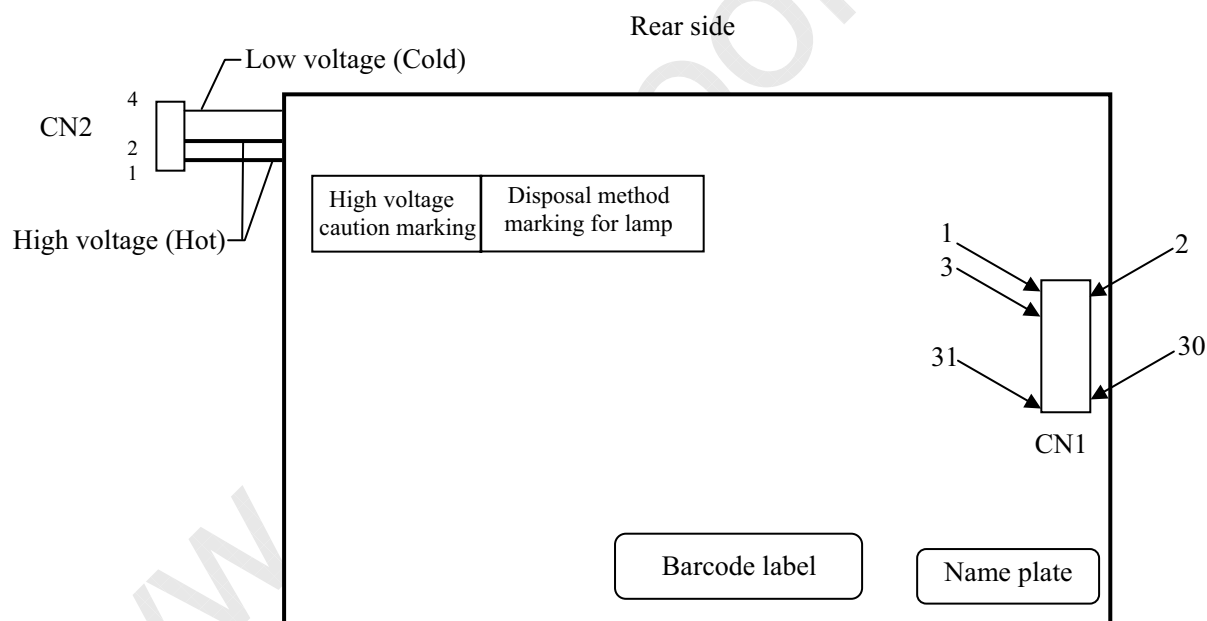 Rear side
Low voltage (Cold)
4
CN2
2
1
High voltage (Hot)
High voltage
caution marking
Disposal method
marking for lamp
1
2
3
31
30
CN1
Barcode label
Name plate